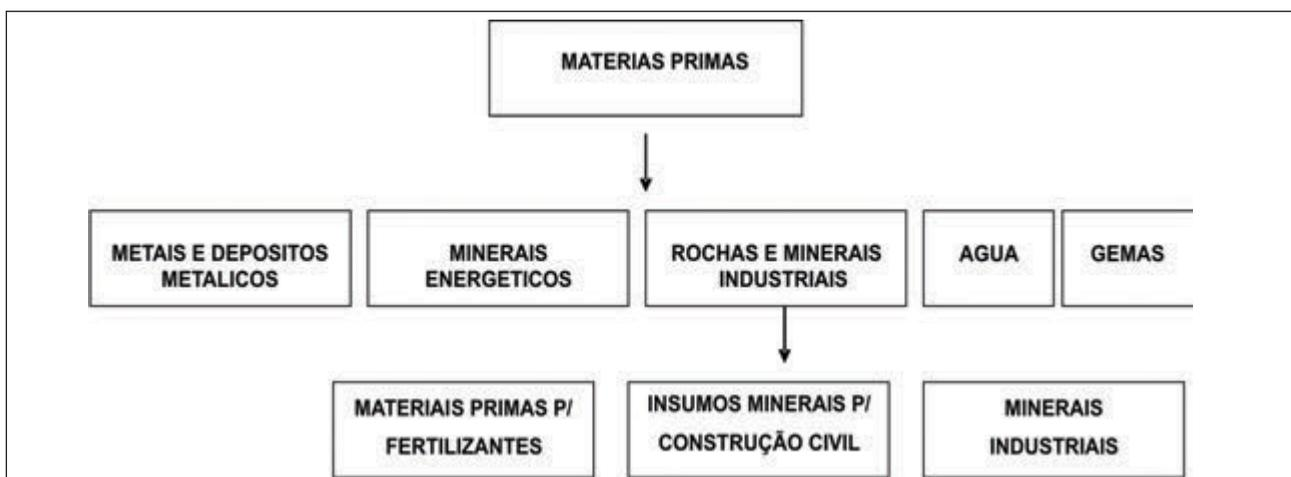 MATERIAS PRIMAS
METAIS E DEPOSITOS
METALICOS
MINERAIS
ENERGETICOS
ROCHAS E MINERAIS
INDUSTRIAIS
AGUA
GEMAS
MATERIAIS PRIMAS P/
FERTILIZANTES
INSUMOS MINERAIS P/
CONSTRUÇÃO CIVIL
MINERAIS
INDUSTRIAIS